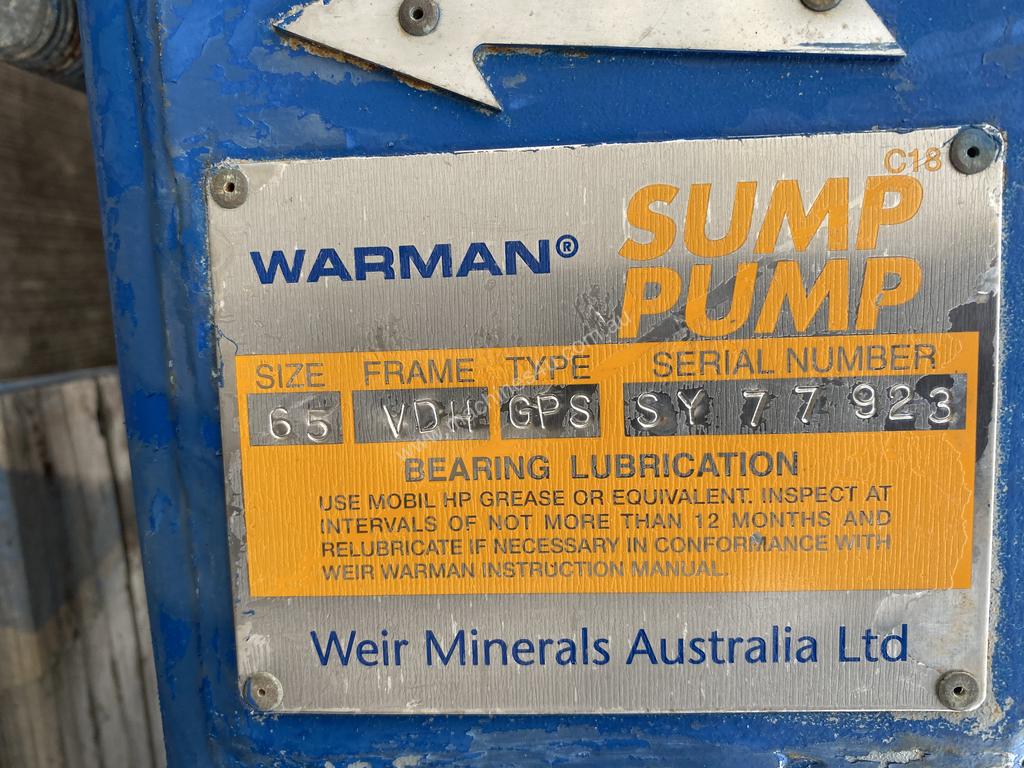 C18
WARMAN® SUMP
PUMP
SIZE FRAME TYPE SERIAL NUMBER
65 VDH GPS SY 77 923
BEARING LUBRICATION
USE MOBIL HP GREASE OR EQUIVALENT. INSPECT AT
INTERVALS OF NOT MORE THAN 12 MONTHS AND
RELUBRICATE IF NECESSARY IN CONFORMANCE WITH
WEIR WARMAN INSTRUCTION MANUAL.
Weir Minerals Australia Ltd